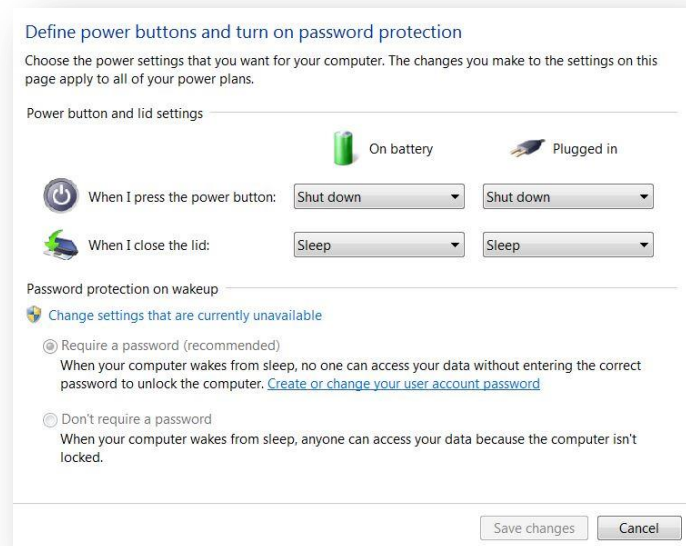 Define power buttons and turn on password protection
Choose the power settings that you want for your computer. The changes you make to the settings on this
page apply to all of your power plans.
Power button and lid settings
On battery Plugged in
When I press the power button: Shut down Shut down
When I close the lid: Sleep Sleep
Password protection on wakeup
Change settings that are currently unavailable
Require a password (recommended)
When your computer wakes from sleep, no one can access your data without entering the correct
password to unlock the computer. Create or change your user account password
Don't require a password
When your computer wakes from sleep, anyone can access your data because the computer isn't
locked.
Save changes Cancel